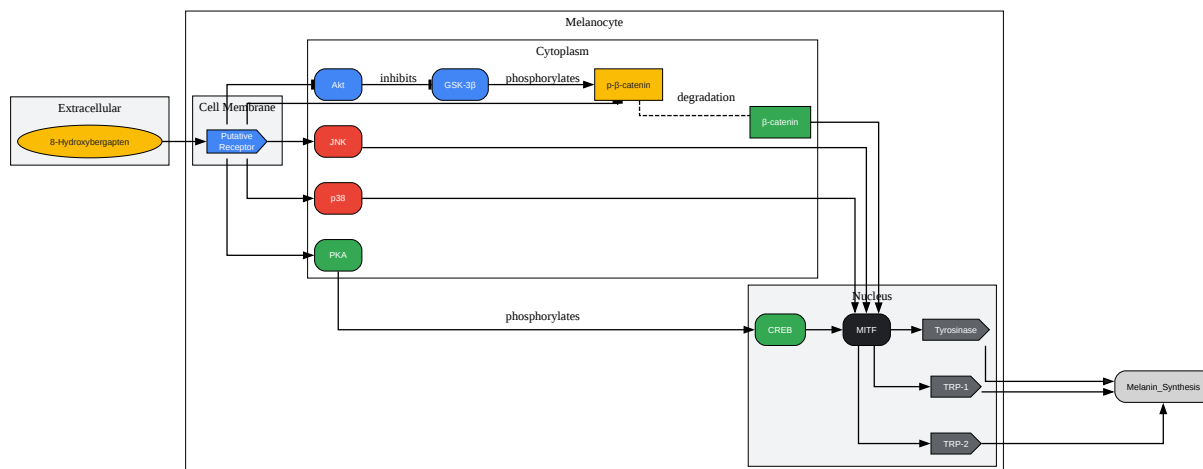 Melanocyte
Cytoplasm
Akt
inhibits
GSK-3β
phosphorylates
p-β-catenin
degradation
β-catenin
Extracellular
8-Hydroxybergapten
Cell Membrane
Putative
Receptor
JNK
p38
PKA
phosphorylates
Nucleus
CREB
MITF
Tyrosinase
TRP-1
TRP-2
Melanin_Synthesis